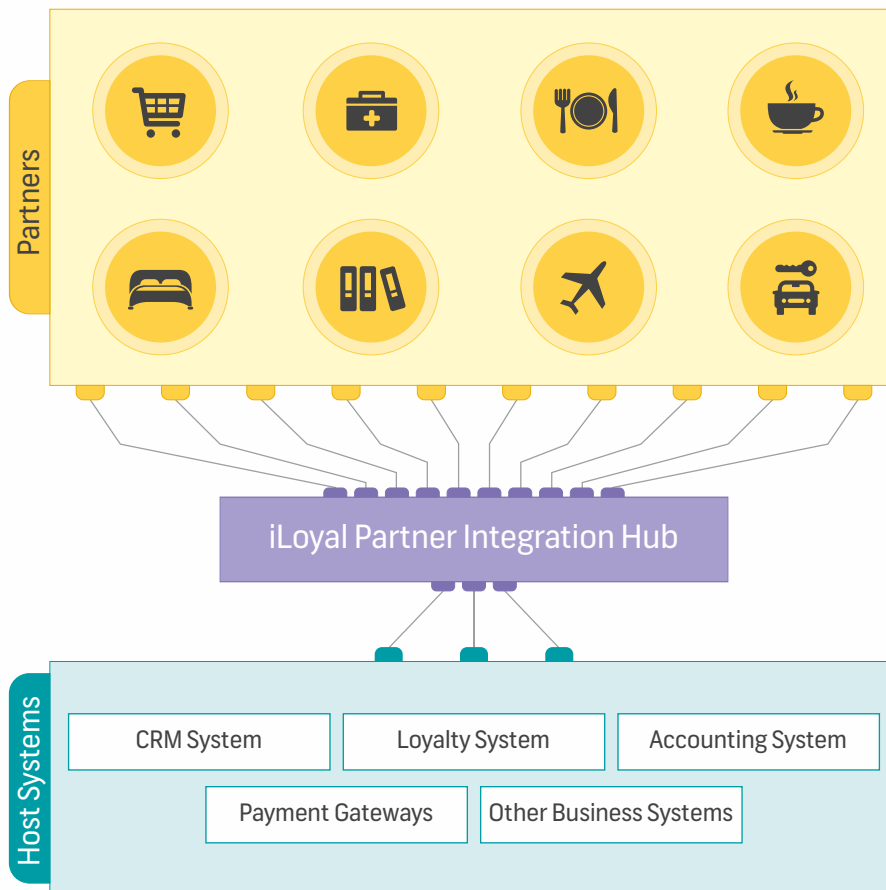 Partners
iLoyal Partner Integration Hub
Host Systems
CRM System
Loyalty System
Accounting System
Payment Gateways
Other Business Systems